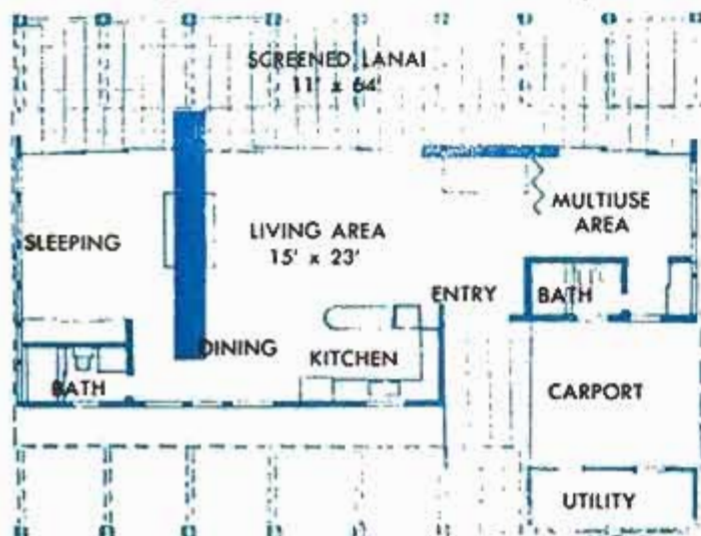 SCREENED LANAI
11' x 64'
SLEEPING
LIVING AREA
15' x 23'
MULTIUSE
AREA
ENTRY
BATH
DINING
KITCHEN
BATH
CARPORT
UTILITY